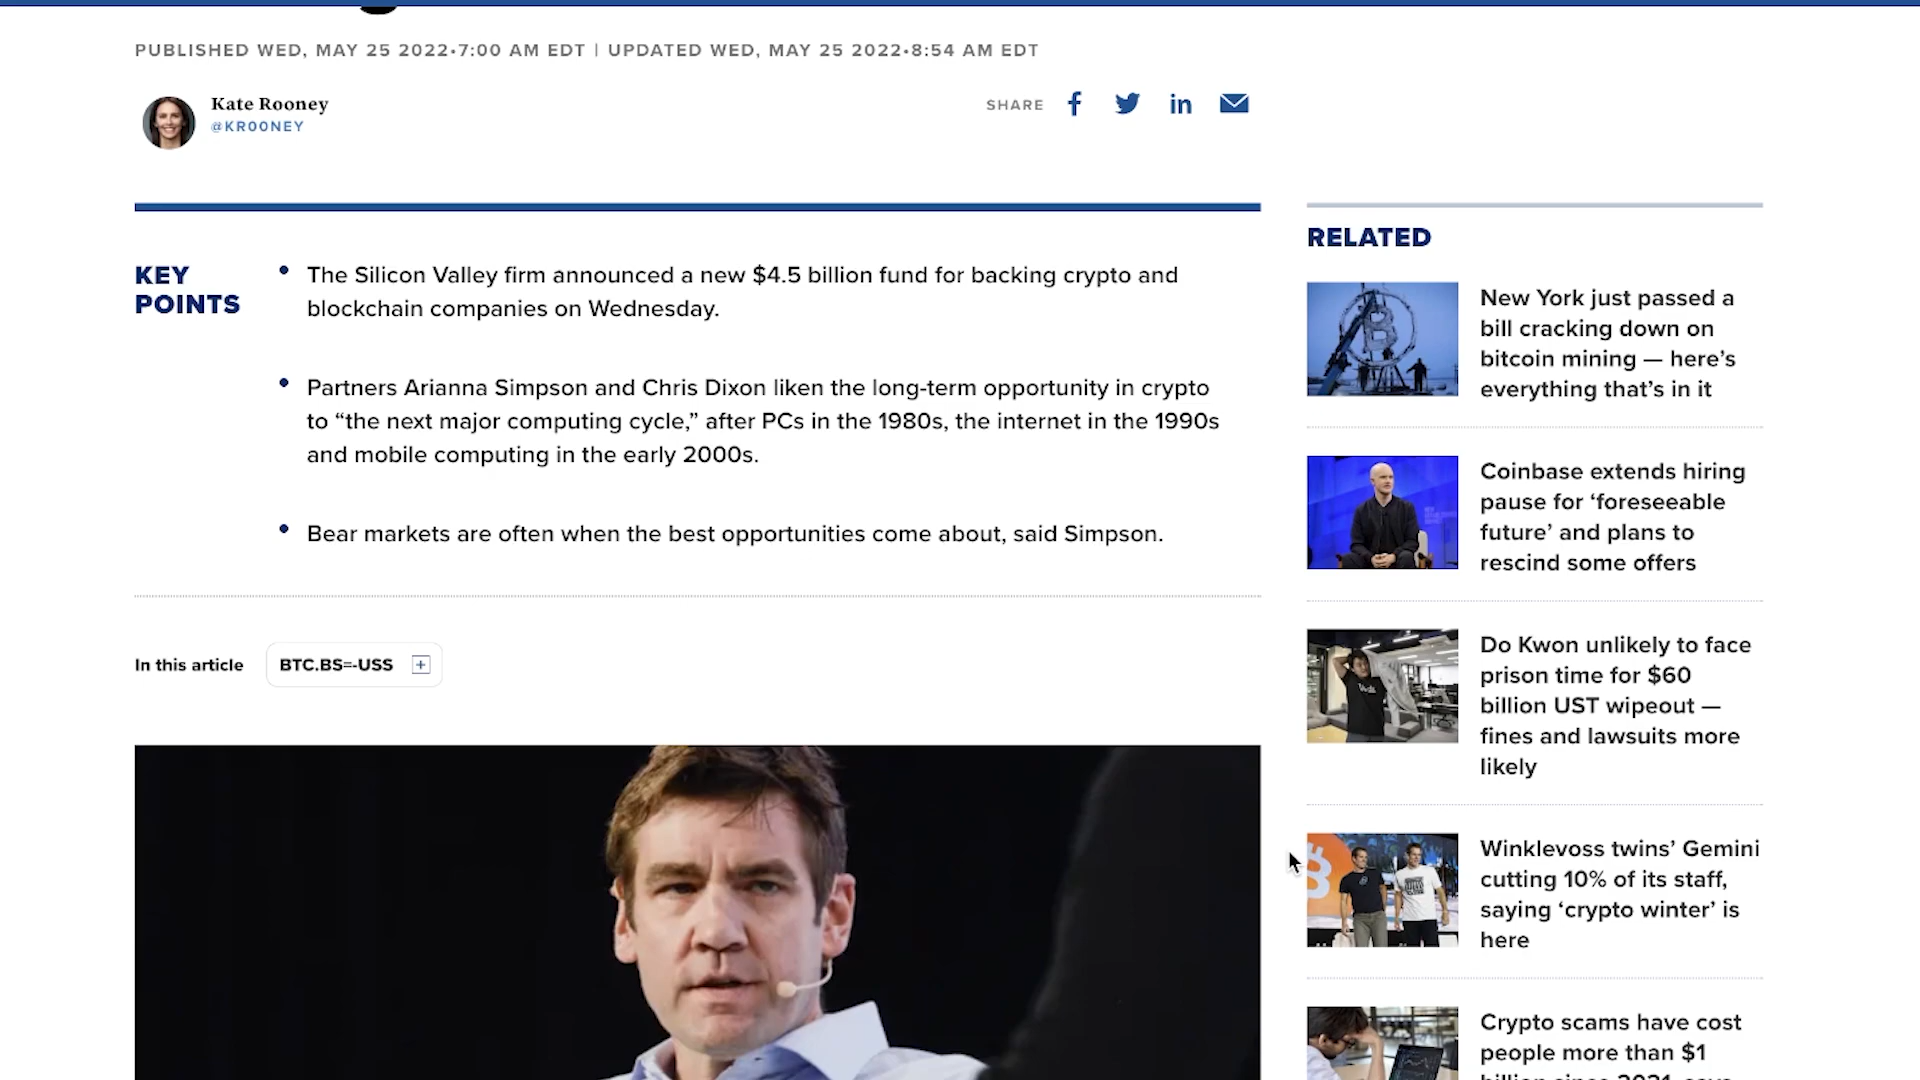 PUBLISHED WED, MAY 25 2022•7:00 AM EDT | UPDATED WED, MAY 25 2022•8:54 AM EDT
Kate Rooney
@KR00NEY
SHARE
KEY
POINTS
The Silicon Valley firm announced a new $4.5 billion fund for backing crypto and
blockchain companies on Wednesday.
Partners Arianna Simpson and Chris Dixon liken the long-term opportunity in crypto
to “the next major computing cycle,” after PCs in the 1980s, the internet in the 1990s
and mobile computing in the early 2000s.
Bear markets are often when the best opportunities come about, said Simpson.
In this article
BTC.BS=-USS
RELATED
New York just passed a
bill cracking down on
bitcoin mining — here’s
everything that’s in it
Coinbase extends hiring
pause for ‘foreseeable
future’ and plans to
rescind some offers
Do Kwon unlikely to face
prison time for $60
billion UST wipeout —
fines and lawsuits more
likely
Winklevoss twins’ Gemini
cutting 10% of its staff,
saying ‘crypto winter’ is
here
Crypto scams have cost
people more than $1
billion since 2021, says